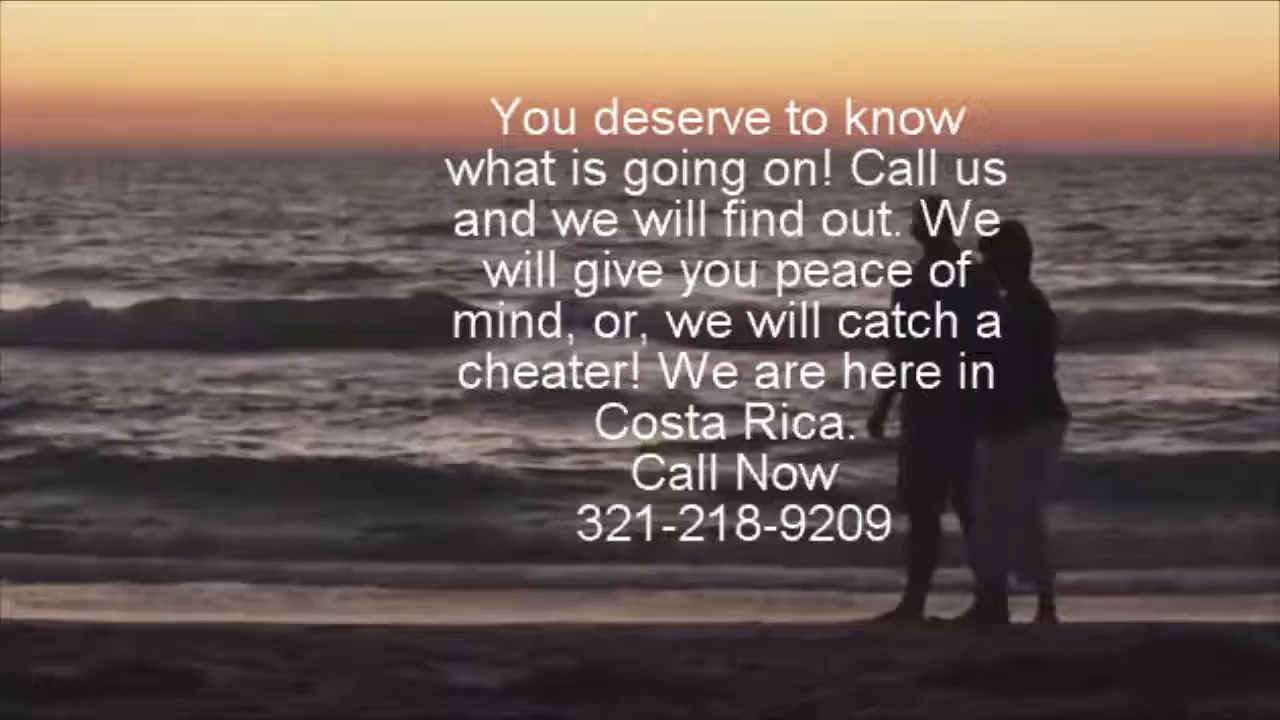 You deserve to know
what is going on! Call us
and we will find out. We
will give you peace of
mind, or, we will catch a
cheater! We are here in
Costa Rica.
Call Now
321-218-9209